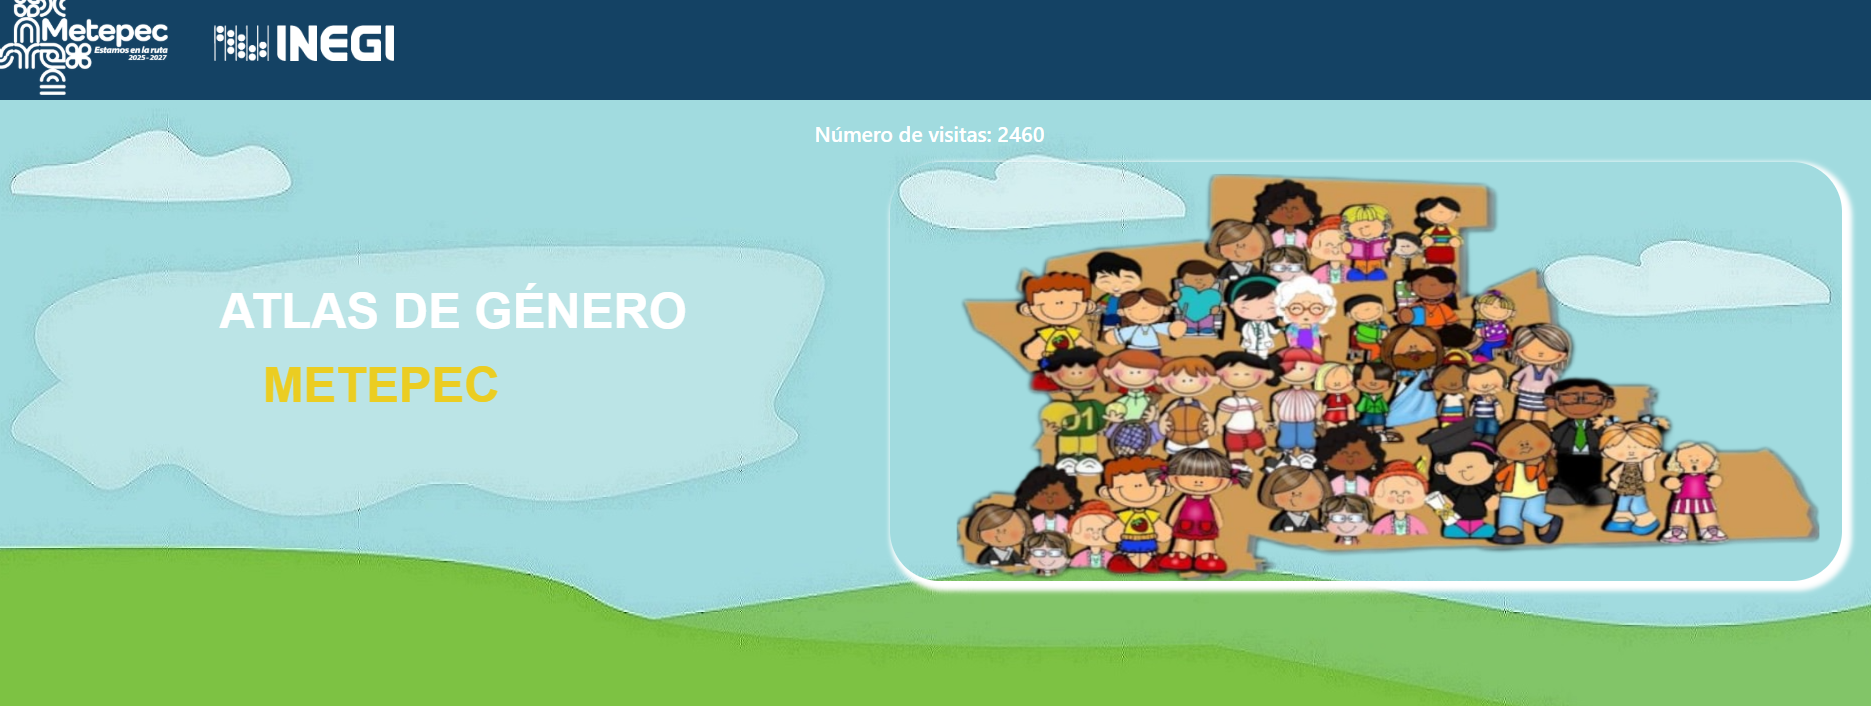 Metepec
Estamos en la ruta
2025-2027
INEGI
Número de visitas: 2460
ATLAS DE GÉNERO
METEPEC